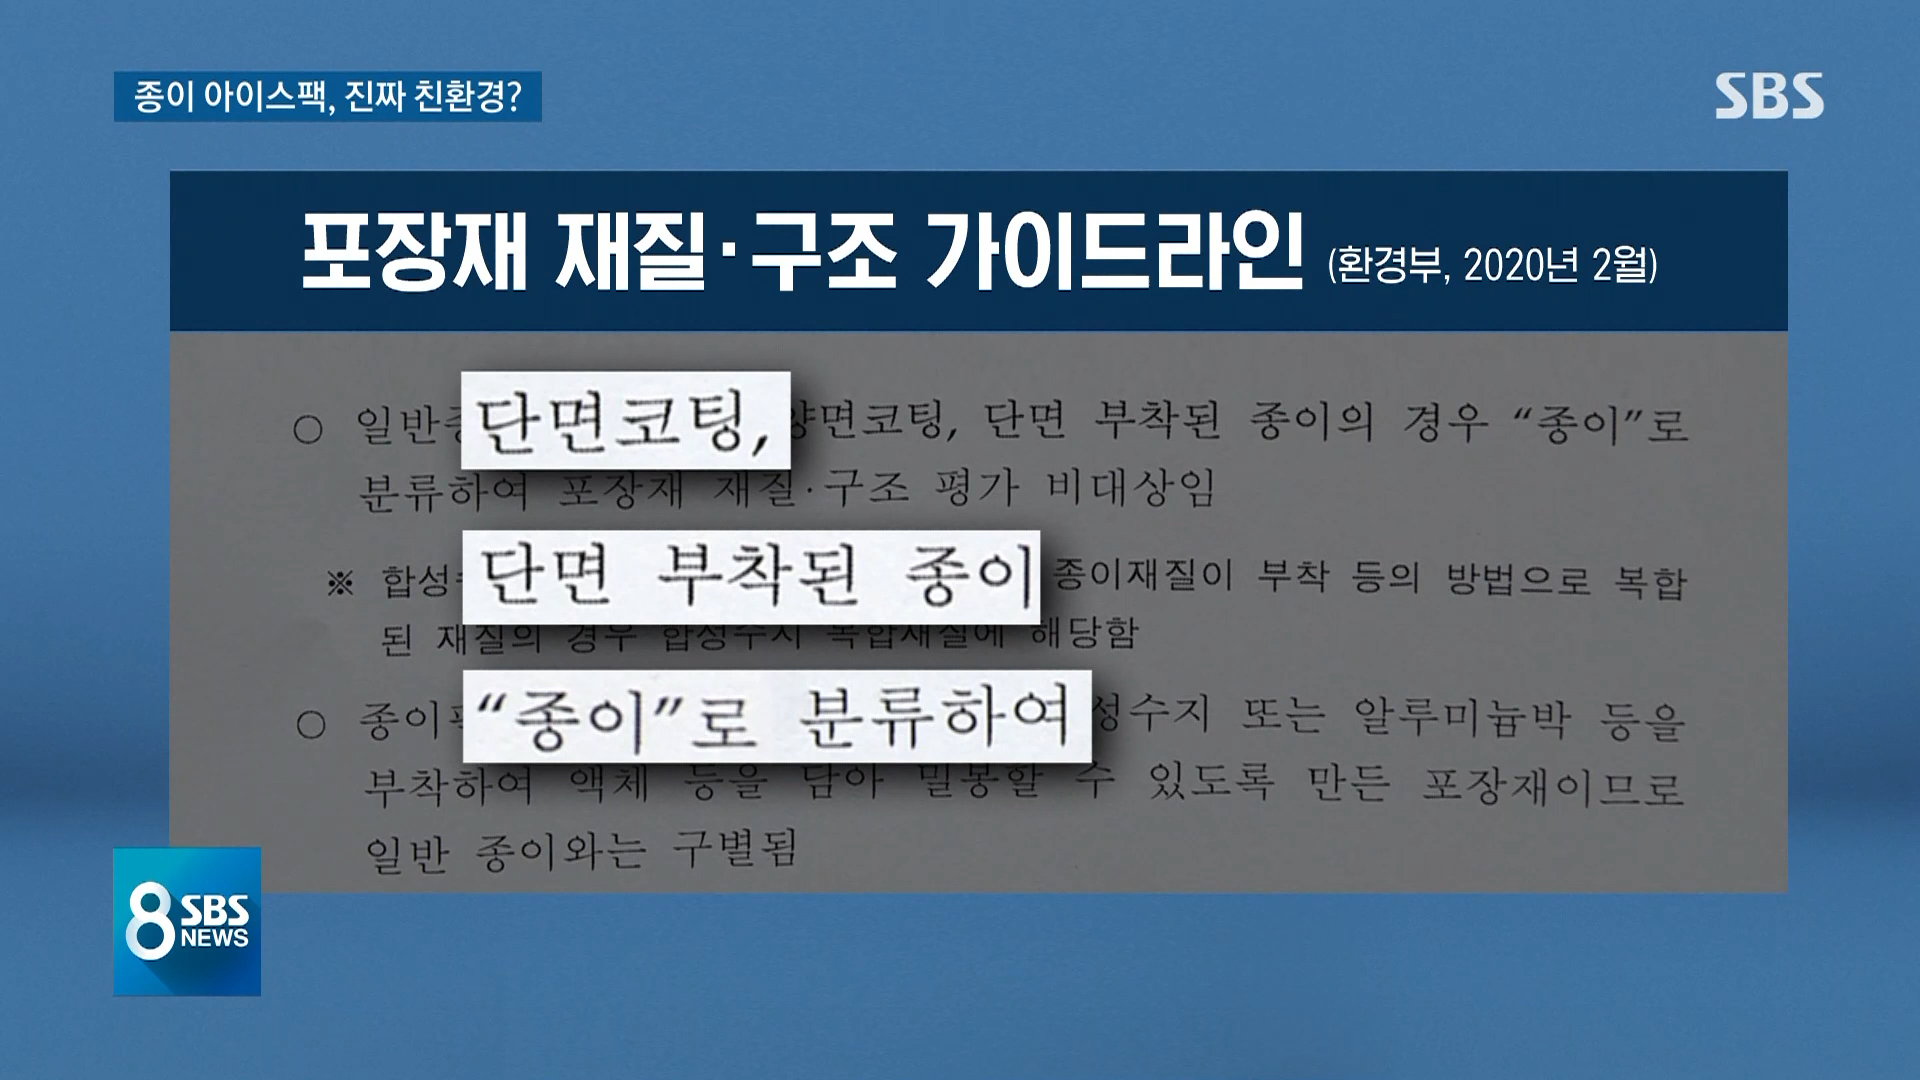 종이 아이스팩, 진짜 친환경?
SBS
포장재 재질·구조 가이드라인 (환경부, 2020년 2월)
단면코팅,
○ 일반 양면코팅, 단면 부착된 종이의 경우 “종이”로
분류하여 포장재 재질·구조 평가 비대상임
단면 부착된 종이
※ 합성 종이재질이 부착 등의 방법으로 복합
된 재질의 경우 합성수지 복합재질에 해당함
“종이”로 분류하여
○ 종이 성수지 또는 알루미늄박 등을
부착하여 액체 등을 담아 밀봉할 수 있도록 만든 포장재이므로
일반 종이와는 구별됨
8 SBS
NEWS